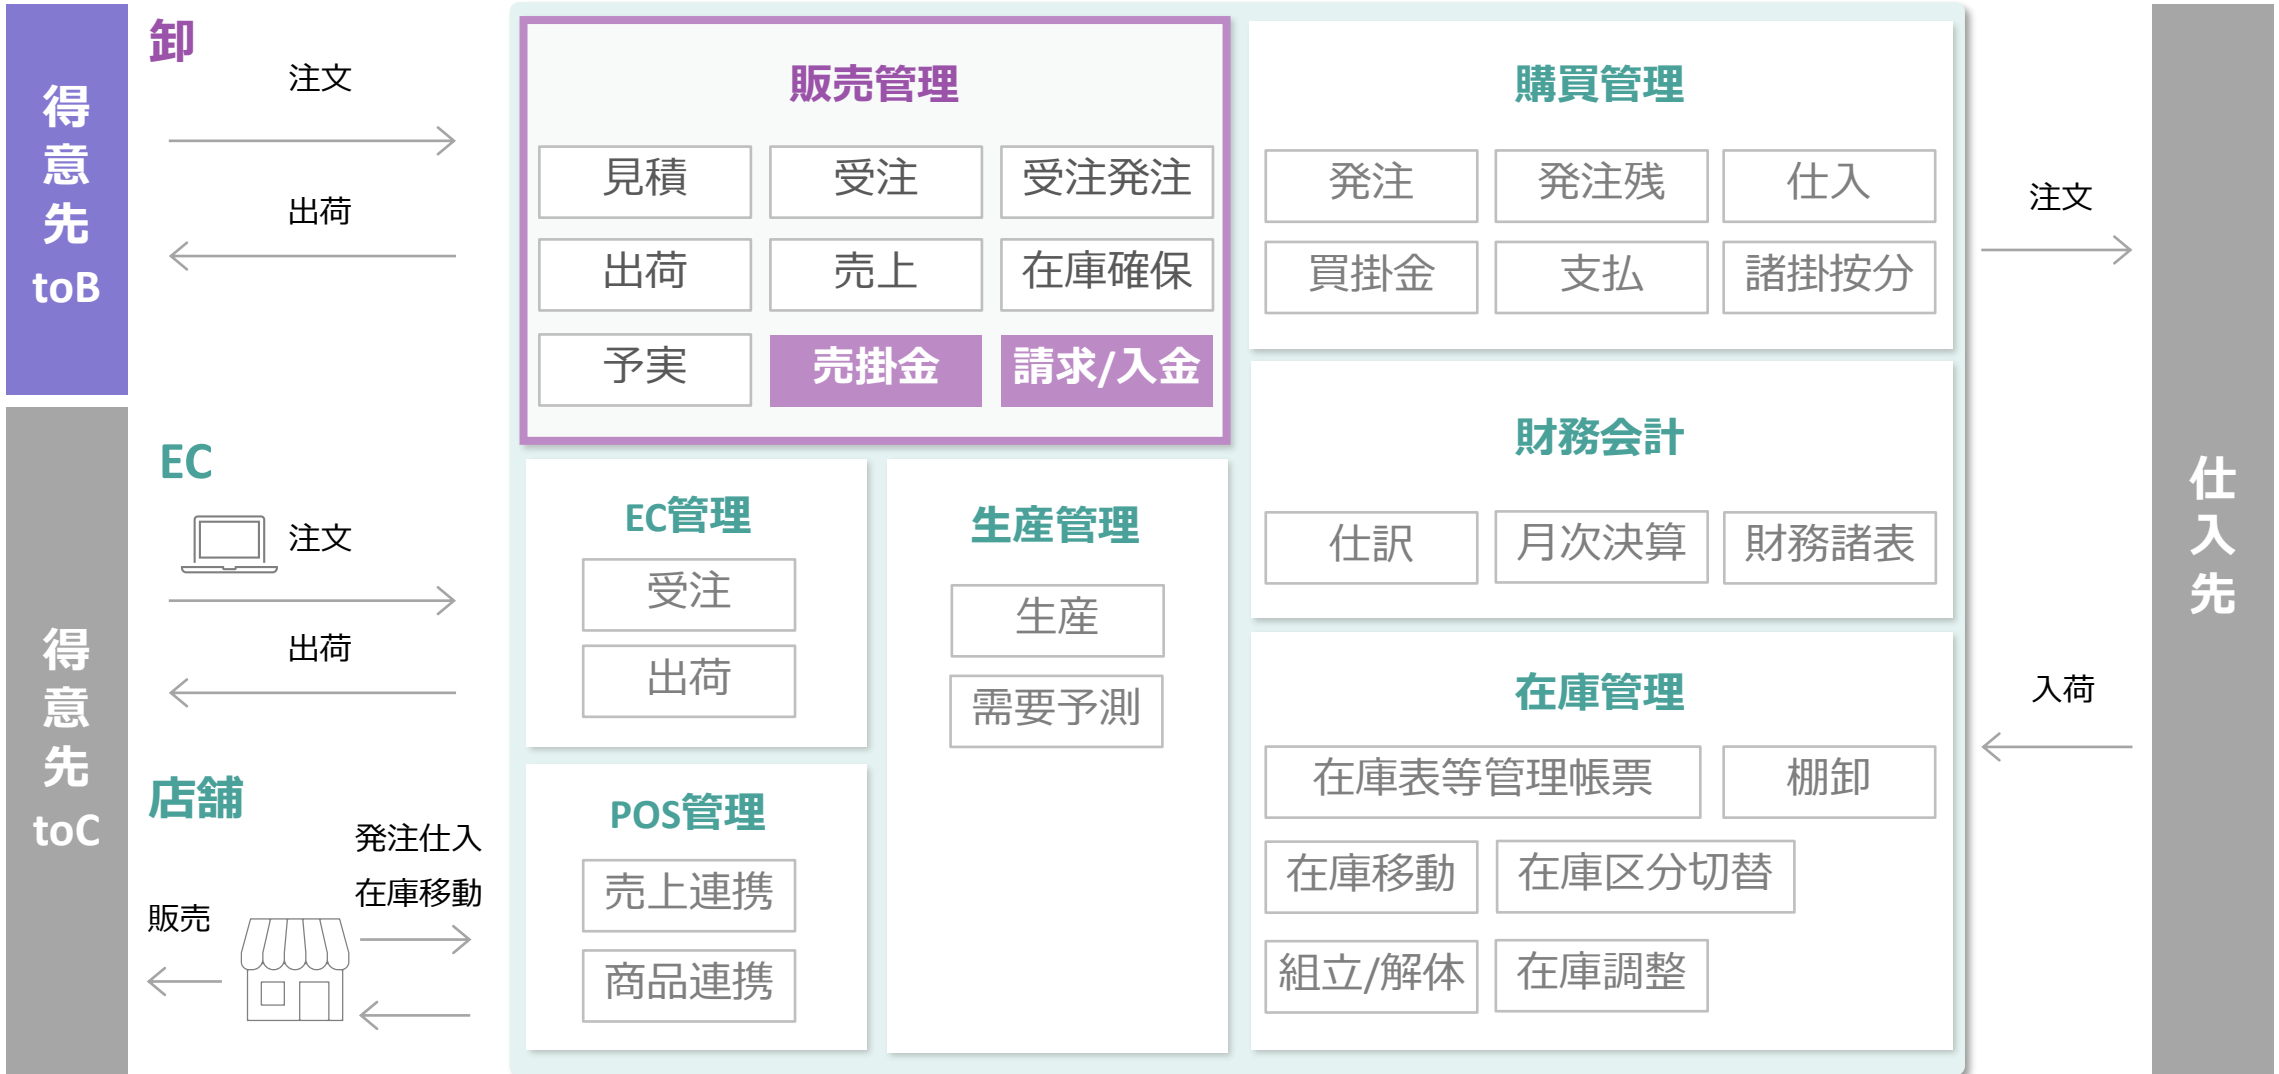 得意先toB
卸
注文
出荷
得意先toC
EC
注文
出荷
店舗
発注仕入
在庫移動
販売
販売管理
見積 受注 受注発注
出荷 売上 在庫確保
予実 売掛金 請求/入金
EC管理
受注
出荷
POS管理
売上連携
商品連携
生産管理
生産
需要予測
購買管理
発注 発注残 仕入
買掛金 支払 諸掛按分
財務会計
仕訳 月次決算 財務諸表
在庫管理
在庫表等管理帳票 棚卸
在庫移動 在庫区分切替
組立/解体 在庫調整
注文
入荷
仕入先